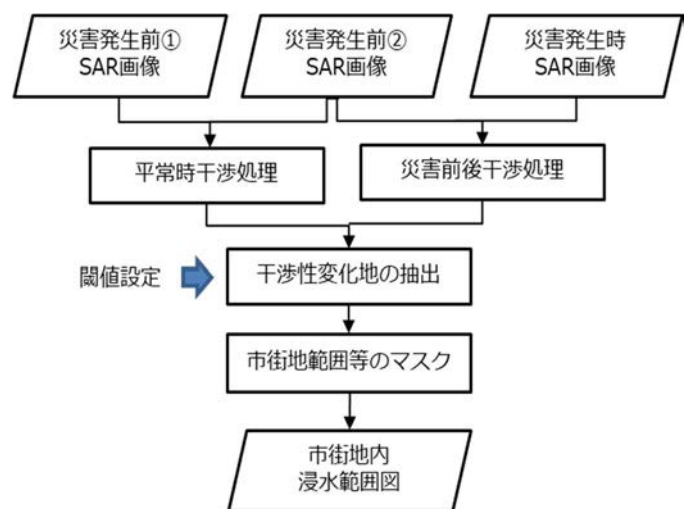 災害発生前①
SAR画像
災害発生前②
SAR画像
災害発生時
SAR画像
平常時干渉処理
災害前後干渉処理
閾値設定
干渉性変化地の抽出
市街地範囲等のマスク
市街地内
浸水範囲図